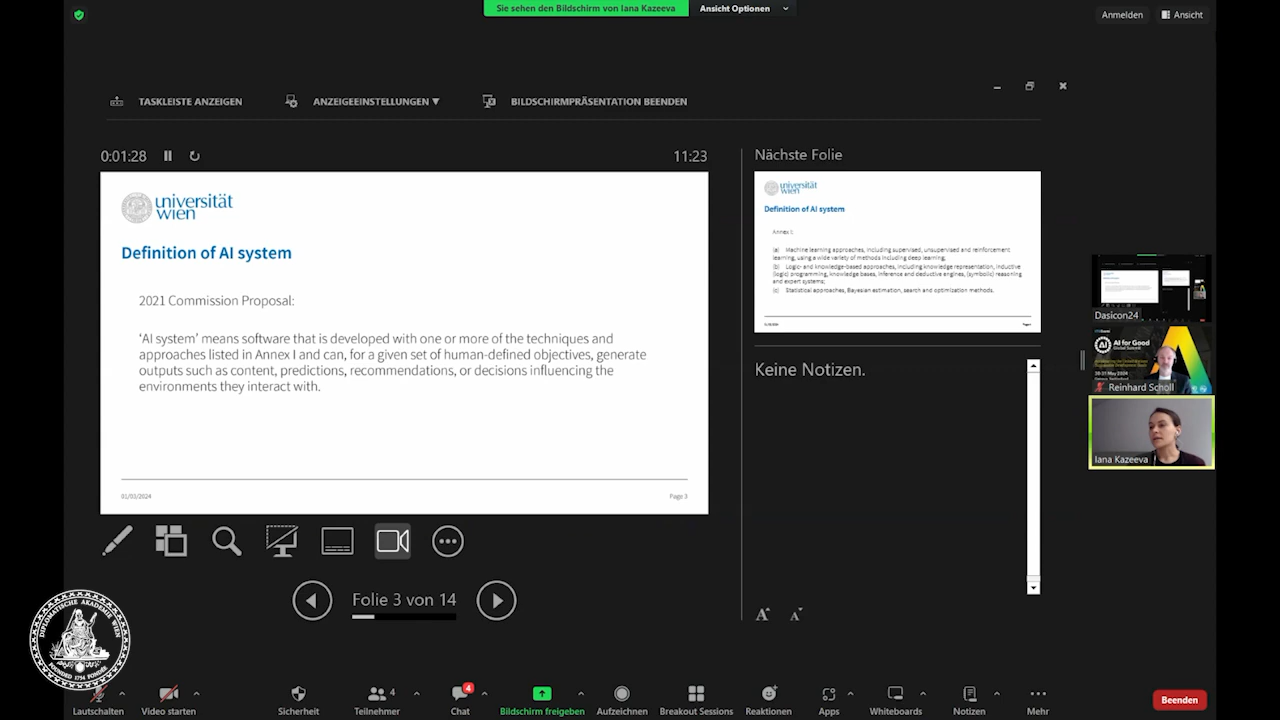 Sie sehen den Bildschirm von Iana Kazeeva
Ansicht Optionen
Anmelden
Ansicht
TASKLEISTE ANZEIGEN
ANZEIGEEINSTELLUNGEN ▼
BILDSCHIRMPRÄSENTATION BEENDEN
0:01:28
11:23
universität
wien
Definition of AI system
2021 Commission Proposal:
‘AI system’ means software that is developed with one or more of the techniques and
approaches listed in Annex I and can, for a given set of human-defined objectives, generate
outputs such as content, predictions, recommendations, or decisions influencing the
environments they interact with.
01/03/2024
Page 3
Nächste Folie
universität
wien
Definition of AI system
Annex I:
(a) Machine learning approaches, including supervised, unsupervised and reinforcement
learning, using a wide variety of methods including deep learning;
(b) Logic- and knowledge-based approaches, including knowledge representation, inductive
(logic) programming, knowledge bases, inference and deductive engines, (symbolic) reasoning
and expert systems;
(c) Statistical approaches, Bayesian estimation, search and optimization methods.
Keine Notizen.
Dasicon24
AI for Good
Global Summit
Reinhard Scholl
Iana Kazeeva
Folie 3 von 14
DIPLOMATISCHE AKADEMIE WIEN
FOUNDED 1754 FONDÉE
Lautschalten
Video starten
Sicherheit
4
Teilnehmer
4
Chat
Bildschirm freigeben
Aufzeichnen
Breakout Sessions
Reaktionen
Apps
Whiteboards
Notizen
Mehr
Beenden